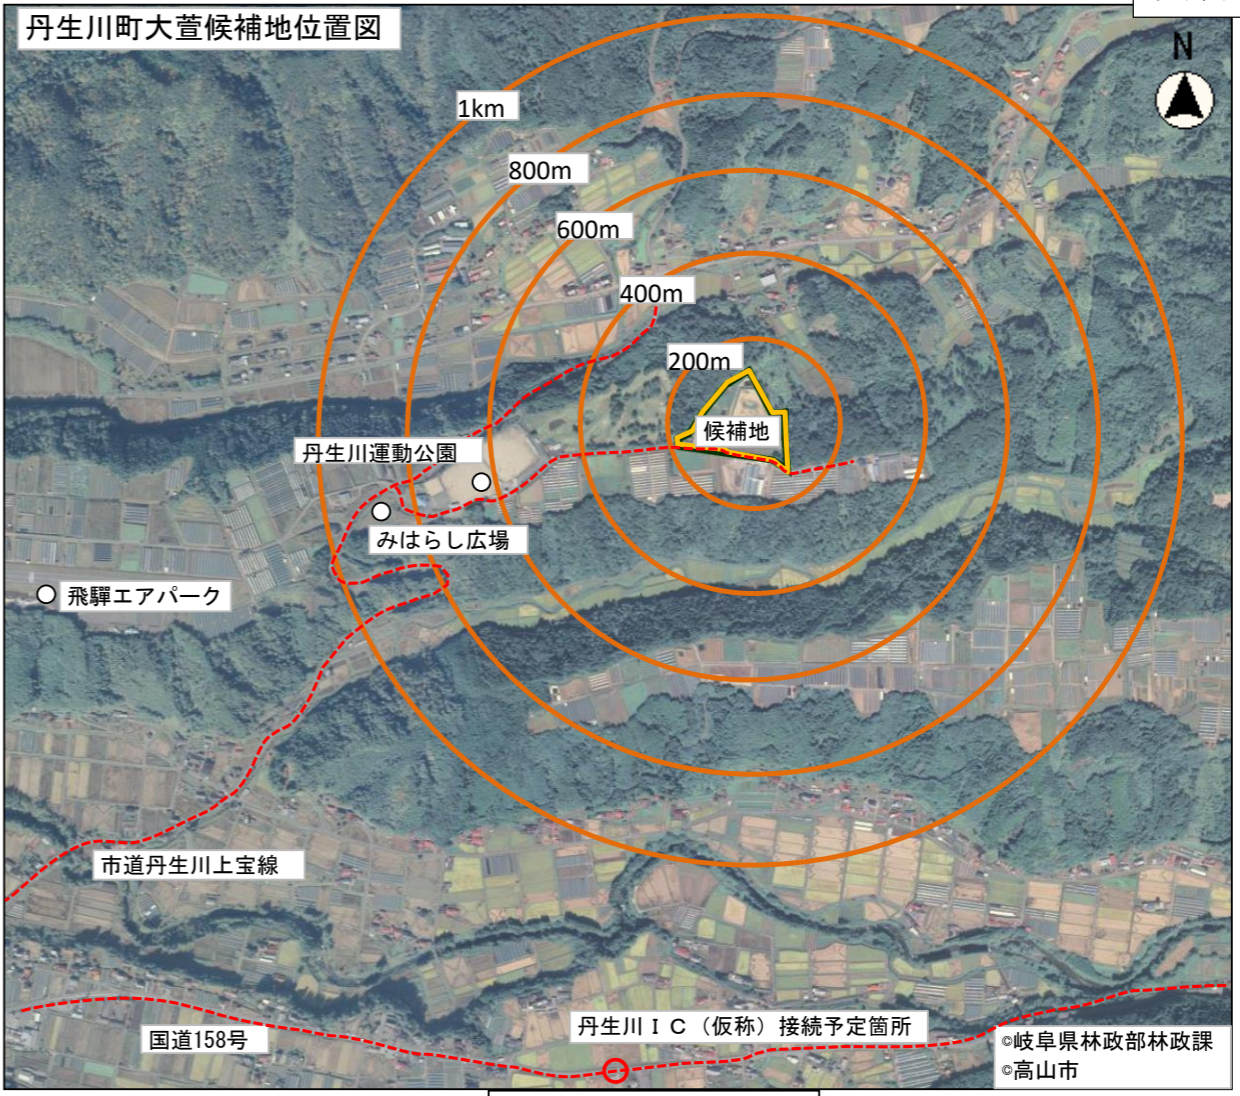 丹生川町大萱候補地位置図
N
1km
800m
600m
400m
200m
候補地
丹生川運動公園
みはらし広場
飛騨エアパーク
市道丹生川上宝線
丹生川ＩＣ（仮称）接続予定箇所
国道158号
©岐阜県林政部林政課
©高山市